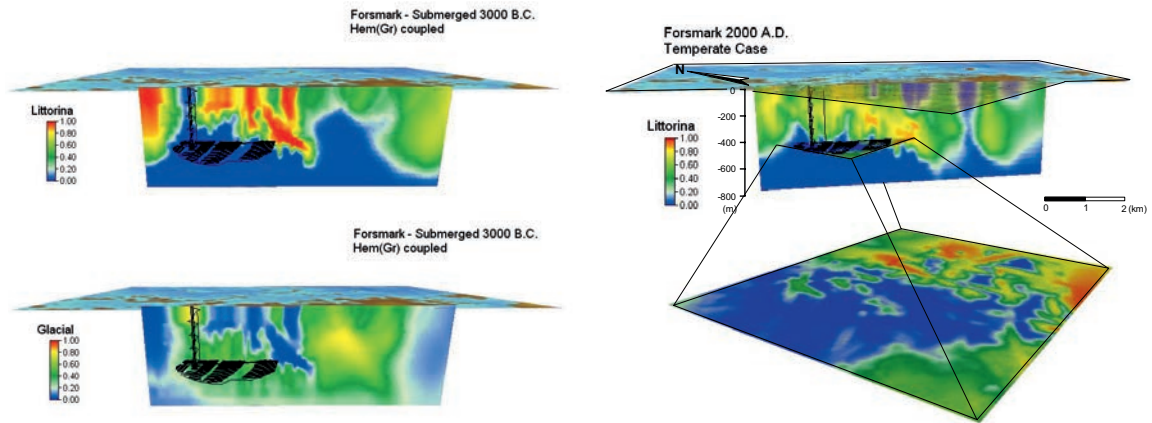 Forsmark - Submerged 3000 B.C.
Hem(Gr) coupled
Littorina
1.00
0.80
0.60
0.40
0.20
0.00
Forsmark - Submerged 3000 B.C.
Hem(Gr) coupled
Glacial
1.00
0.80
0.60
0.40
0.20
0.00
Forsmark 2000 A.D.
Temperate Case
N
0
-200
-400
-600
-800
(m)
Littorina
1.00
0.80
0.60
0.40
0.20
0.00
0 1 2 (km)